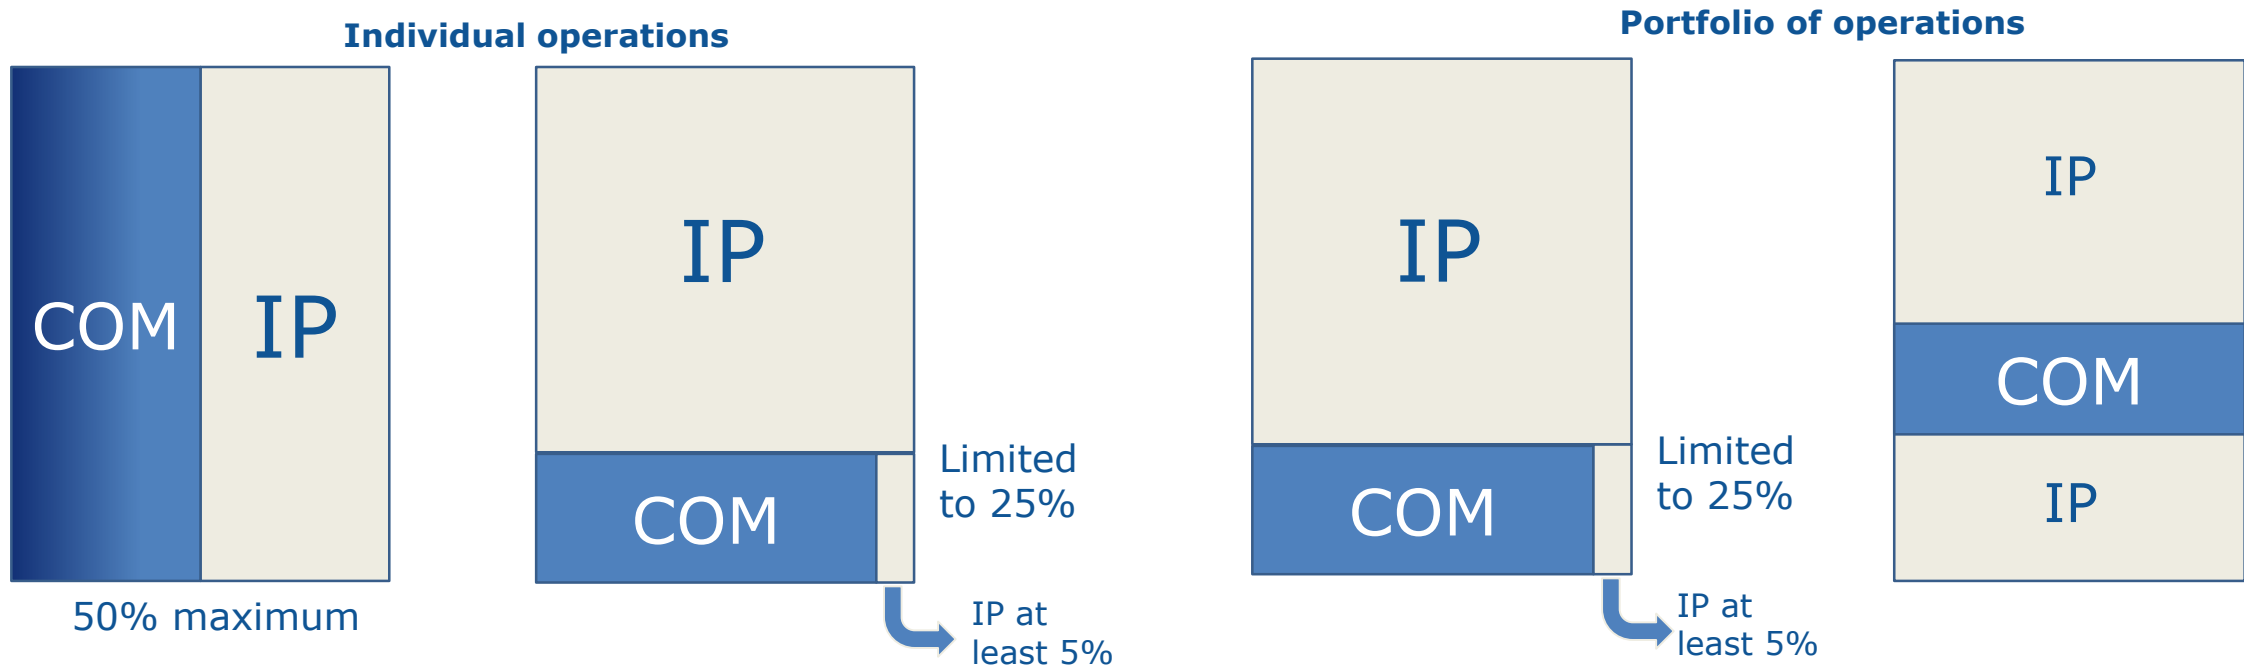 Individual operations
COM
IP
50% maximum
IP
COM
Limited
to 25%
IP at
least 5%
Portfolio of operations
IP
COM
Limited
to 25%
IP at
least 5%
IP
COM
IP